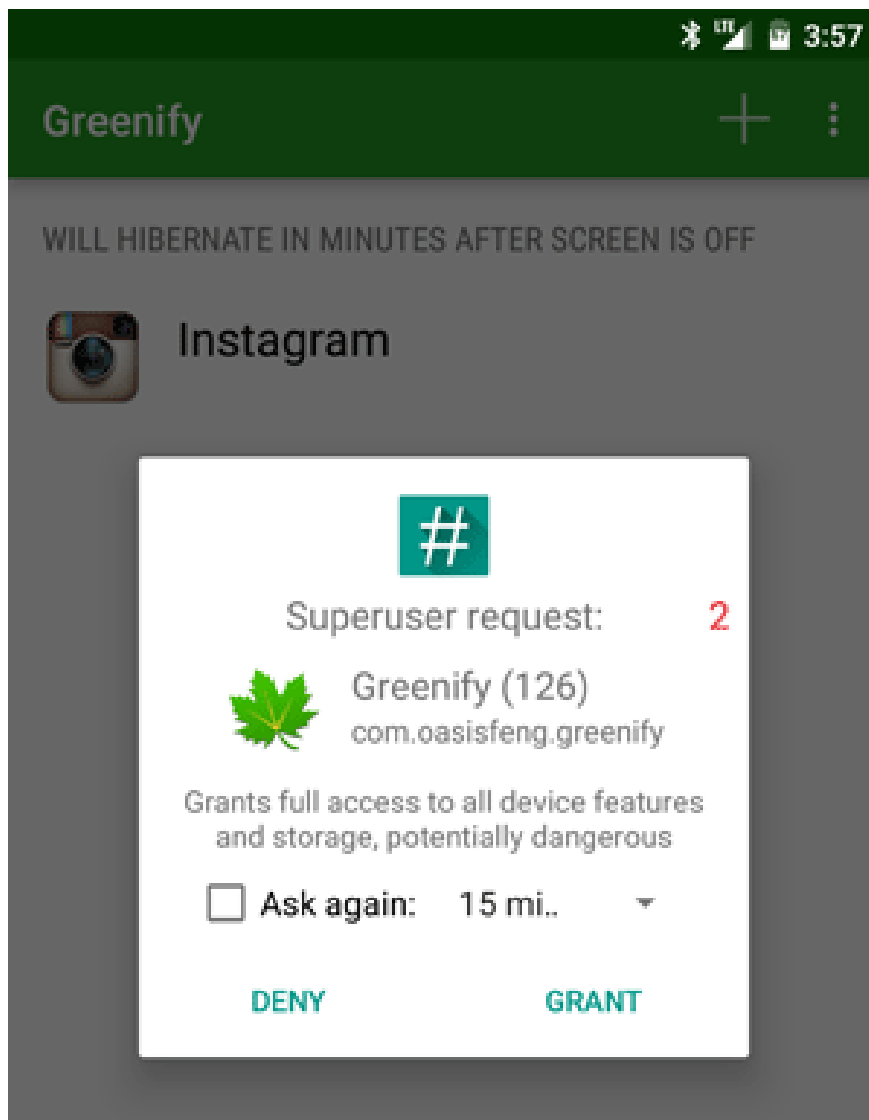 3:57
Greenify
WILL HIBERNATE IN MINUTES AFTER SCREEN IS OFF
Instagram
#
Superuser request: 2
Greenify (126)
com.oasisfeng.greenify
Grants full access to all device features
and storage, potentially dangerous
Ask again: 15 mi..
DENY GRANT